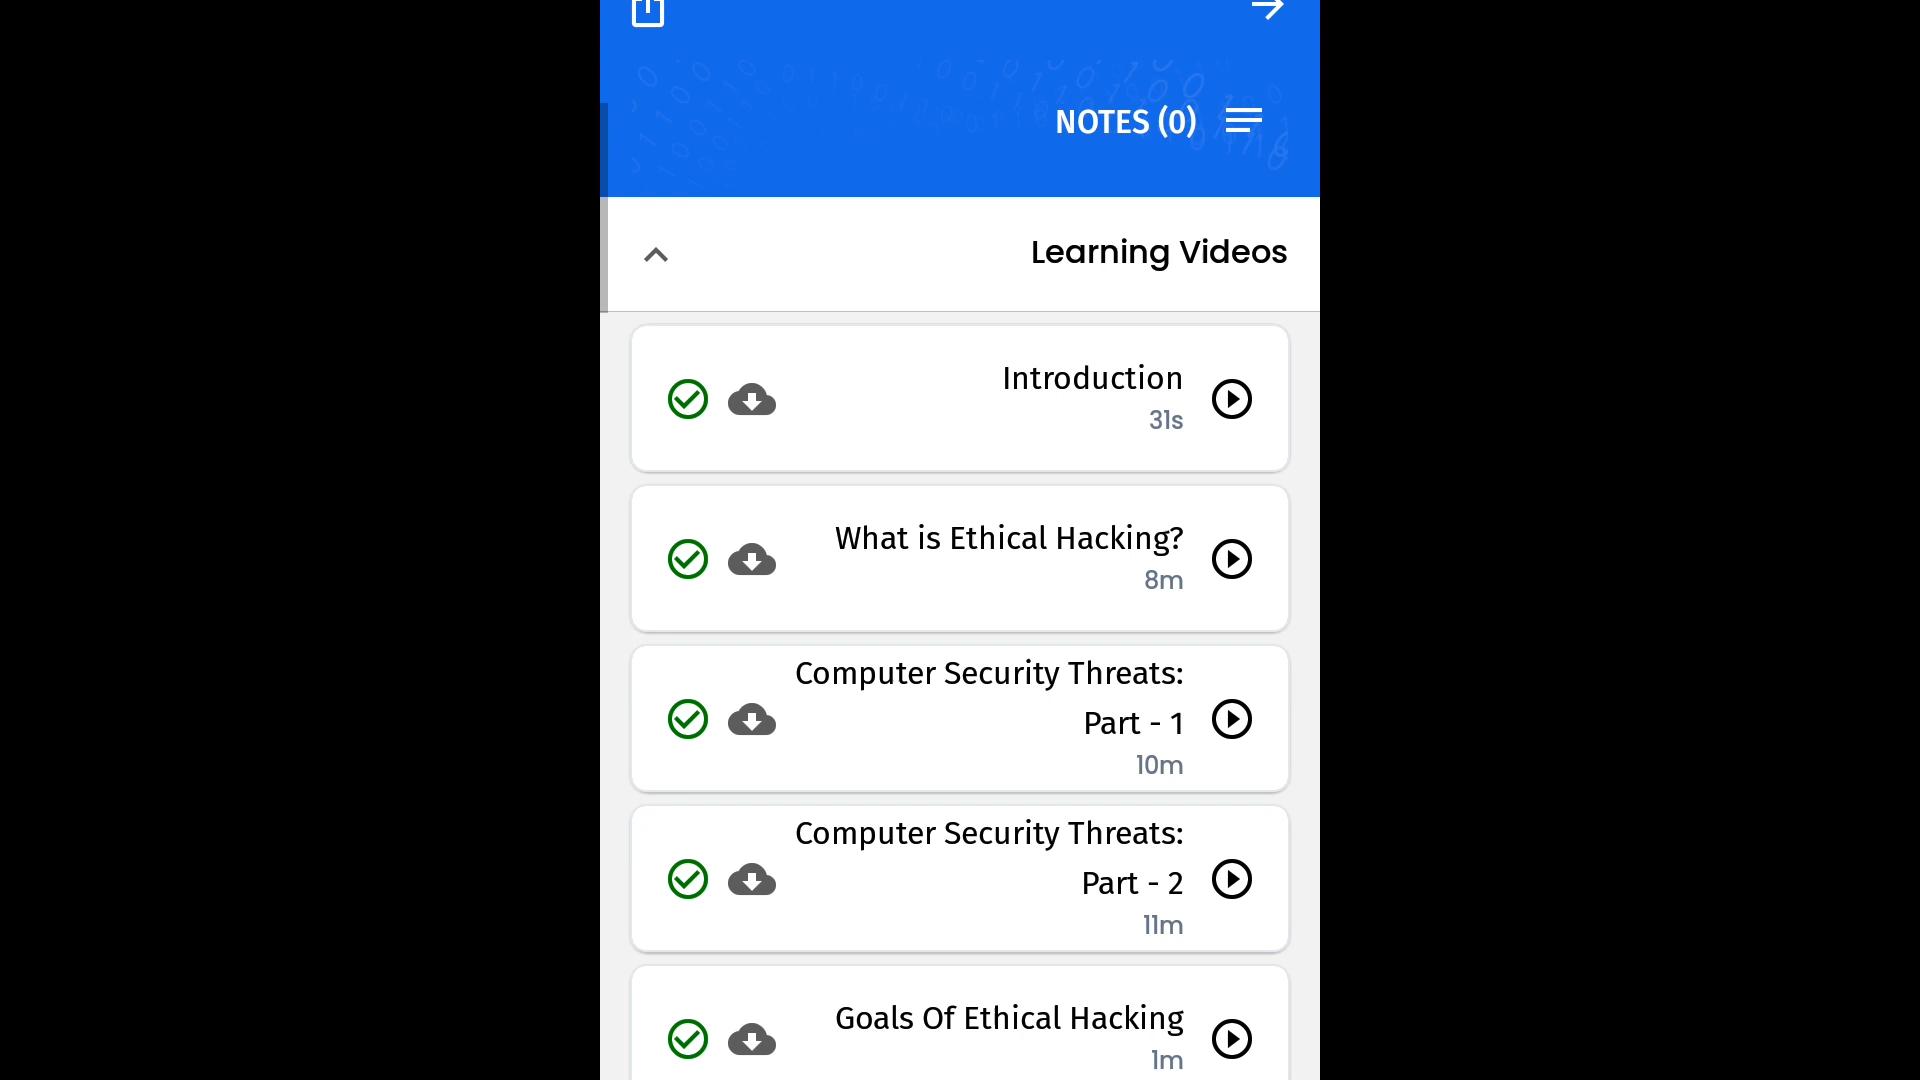 NOTES (0)
Learning Videos
Introduction
31s
What is Ethical Hacking?
8m
Computer Security Threats:
Part - 1
10m
Computer Security Threats:
Part - 2
11m
Goals Of Ethical Hacking
1m